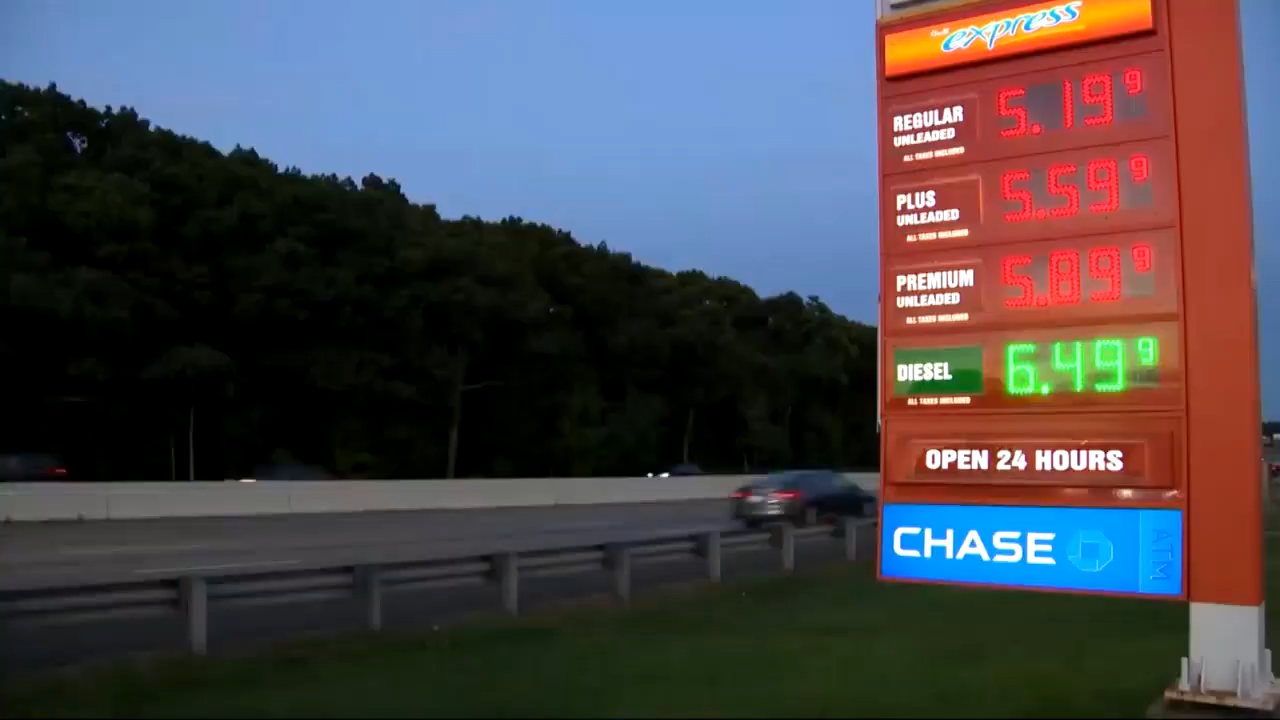 express
REGULAR
UNLEADED
ALL TAXES INCLUDED
5.19 9
PLUS
UNLEADED
ALL TAXES INCLUDED
5.59 9
PREMIUM
UNLEADED
ALL TAXES INCLUDED
5.89 9
DIESEL
ALL TAXES INCLUDED
6.49 9
OPEN 24 HOURS
CHASE
ATM